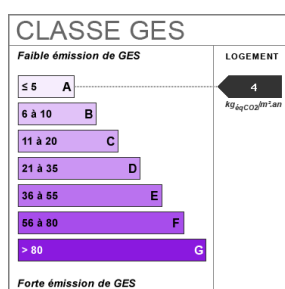 CLASSE GES
Faible émission de GES
LOGEMENT
≤ 5 A
4
kgéqCO2/m².an
6 à 10 B
11 à 20 C
21 à 35 D
36 à 55 E
56 à 80 F
> 80 G
Forte émission de GES